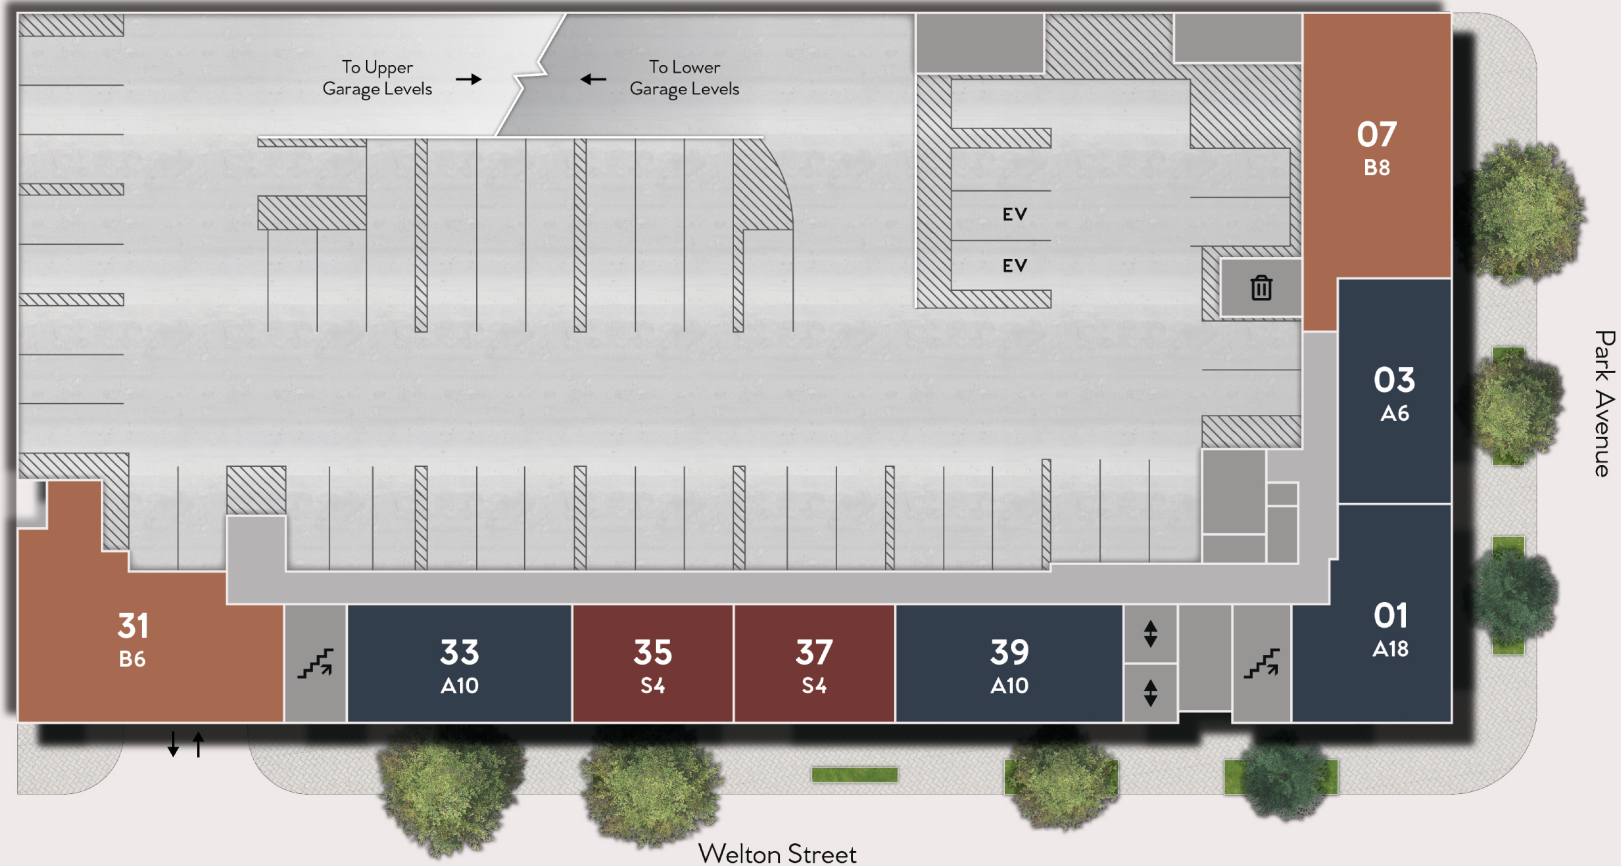 To Upper
Garage Levels
To Lower
Garage Levels
07
B8
EV
EV
03
A6
Park Avenue
31
B6
33
A10
35
S4
37
S4
39
A10
01
A18
Welton Street